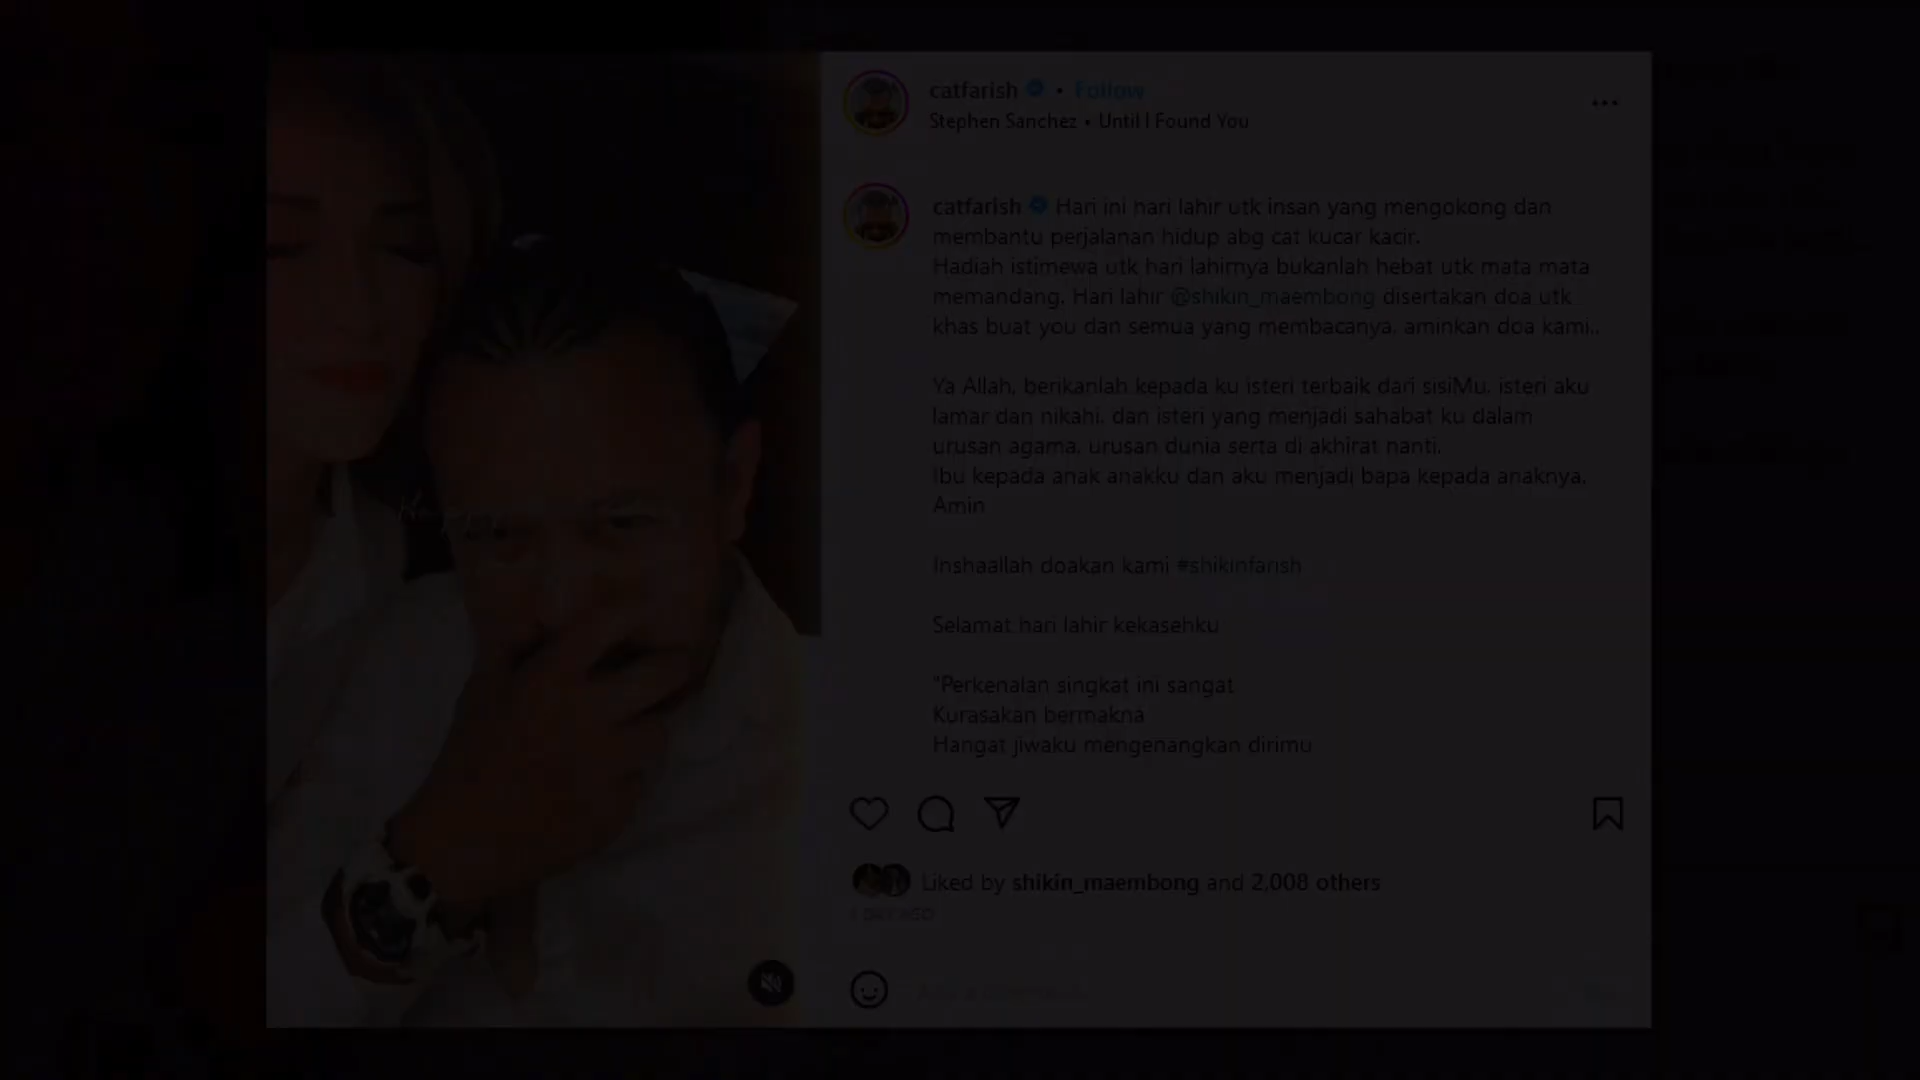 catfarish • Follow
Stephen Sanchez • Until I Found You
catfarish Hari ini hari lahir utk insan yang mengokong dan
membantu perjalanan hidup abg cat kucar kacir.
Hadiah istimewa utk hari lahirnya bukanlah hebat utk mata mata
memandang. Hari lahir @shikin_maembong disertakan doa utk
khas buat you dan semua yang membacanya. aminkan doa kami..
Ya Allah, berikanlah kepada ku isteri terbaik dari sisiMu. isteri aku
lamar dan nikahi. dan isteri yang menjadi sahabat ku dalam
urusan agama. urusan dunia serta di akhirat nanti.
Ibu kepada anak anakku dan aku menjadi bapa kepada anaknya.
Amin
Inshaallah doakan kami #shikinfarish
Selamat hari lahir kekasehku
"Perkenalan singkat ini sangat
Kurasakan bermakna
Hangat jiwaku mengenangkan dirimu
Liked by shikin_maembong and 2,008 others
Add a comment...